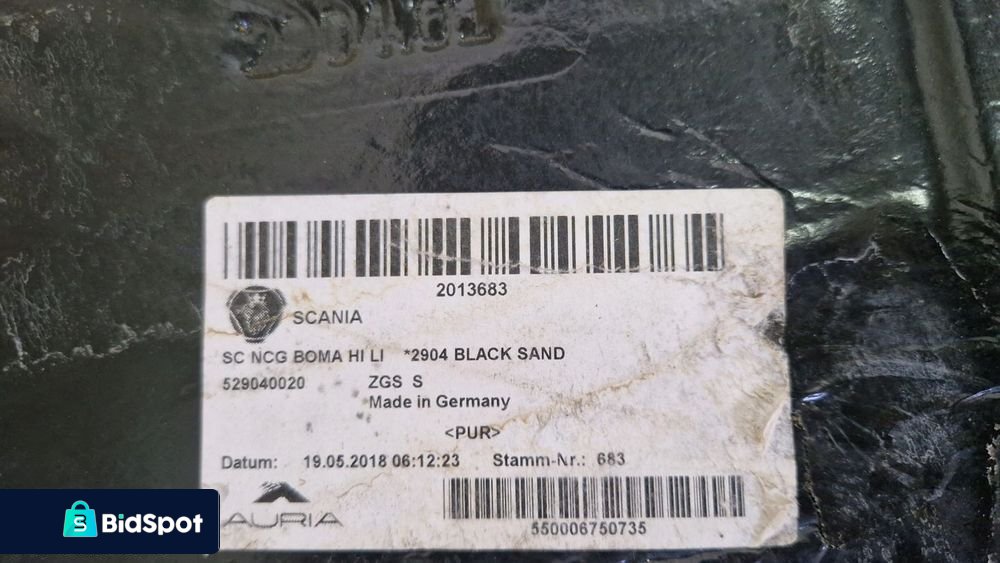 2013683
SCANIA
SC NCG BOMA HI LI *2904 BLACK SAND
529040020 ZGS S
Made in Germany
<PUR>
Datum: 19.05.2018 06:12:23 Stamm-Nr.: 683
AURIA
550006750735
BidSpot